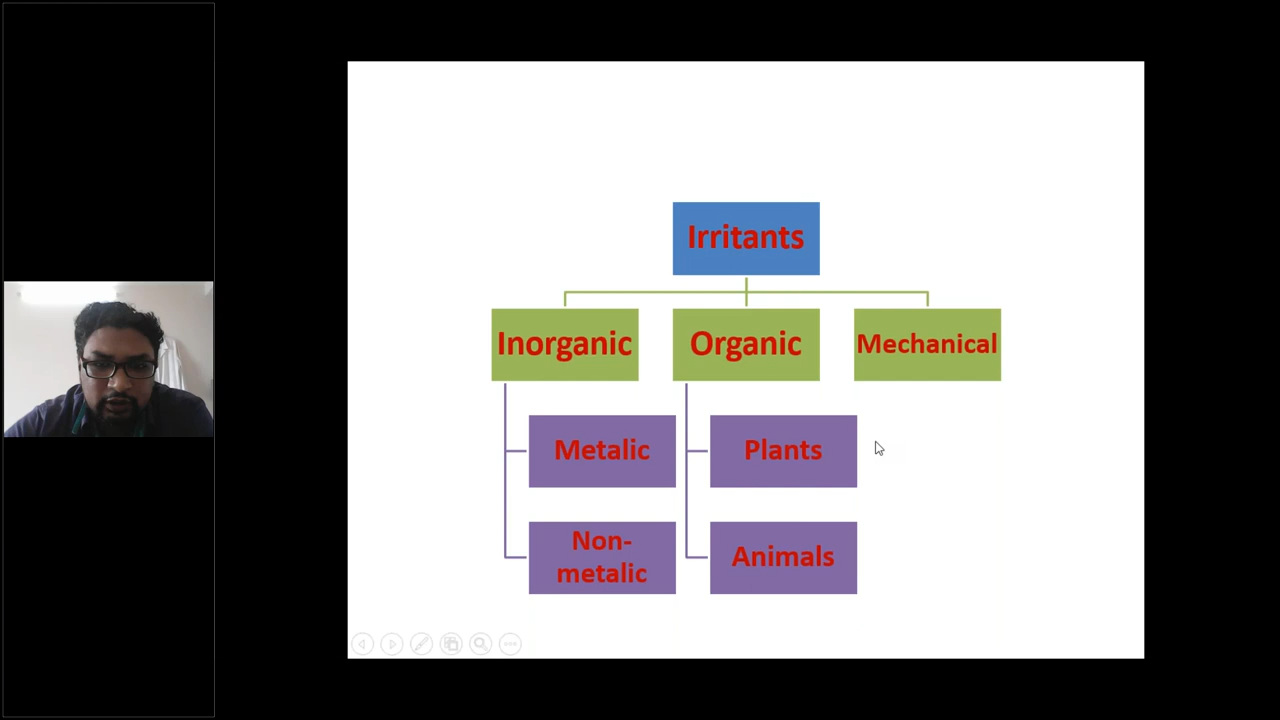 Irritants
Inorganic
Organic
Mechanical
Metalic
Plants
Non-
metalic
Animals